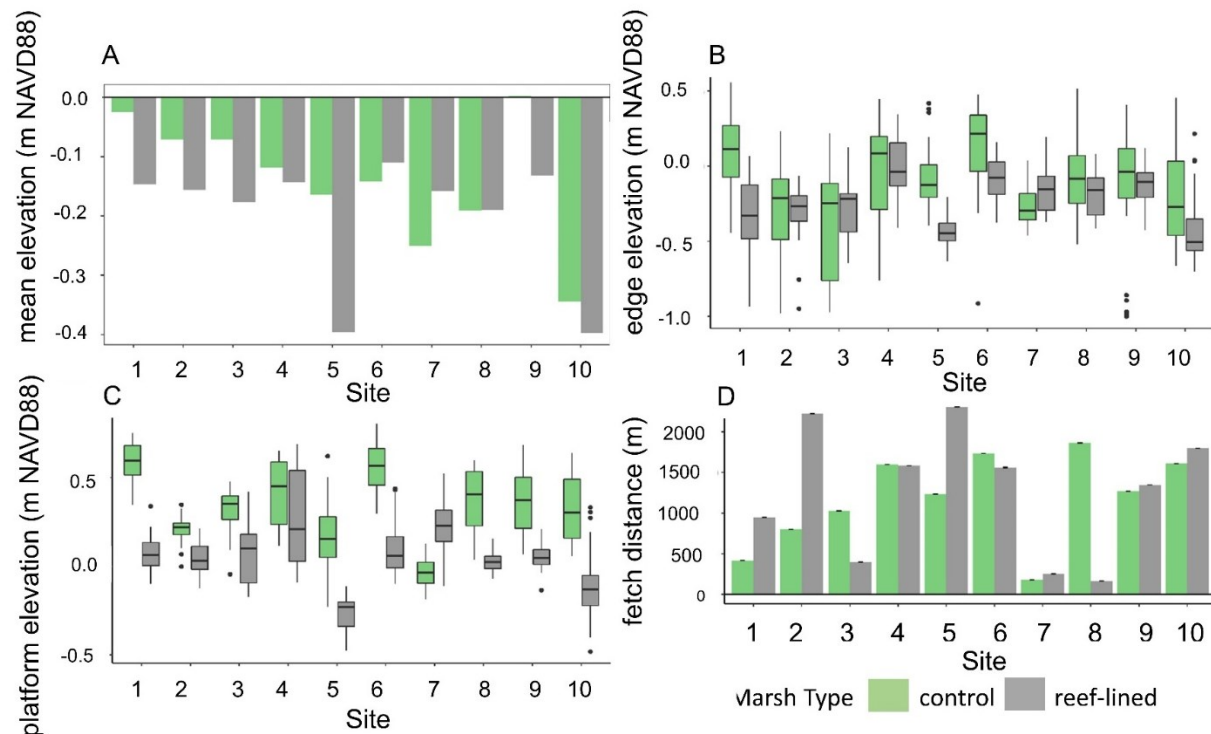 A
mean elevation (m NAVD88)
0.0
-0.1
-0.2
-0.3
-0.4
1 2 3 4 5 6 7 8 9 10
Site
B
edge elevation (m NAVD88)
0.5
0.0
-0.5
-1.0
1 2 3 4 5 6 7 8 9 10
Site
C
platform elevation (m NAVD88)
0.5
0.0
-0.5
1 2 3 4 5 6 7 8 9 10
Site
D
fetch distance (m)
2000
1500
1000
500
0
1 2 3 4 5 6 7 8 9 10
Site
Marsh Type control reef-lined